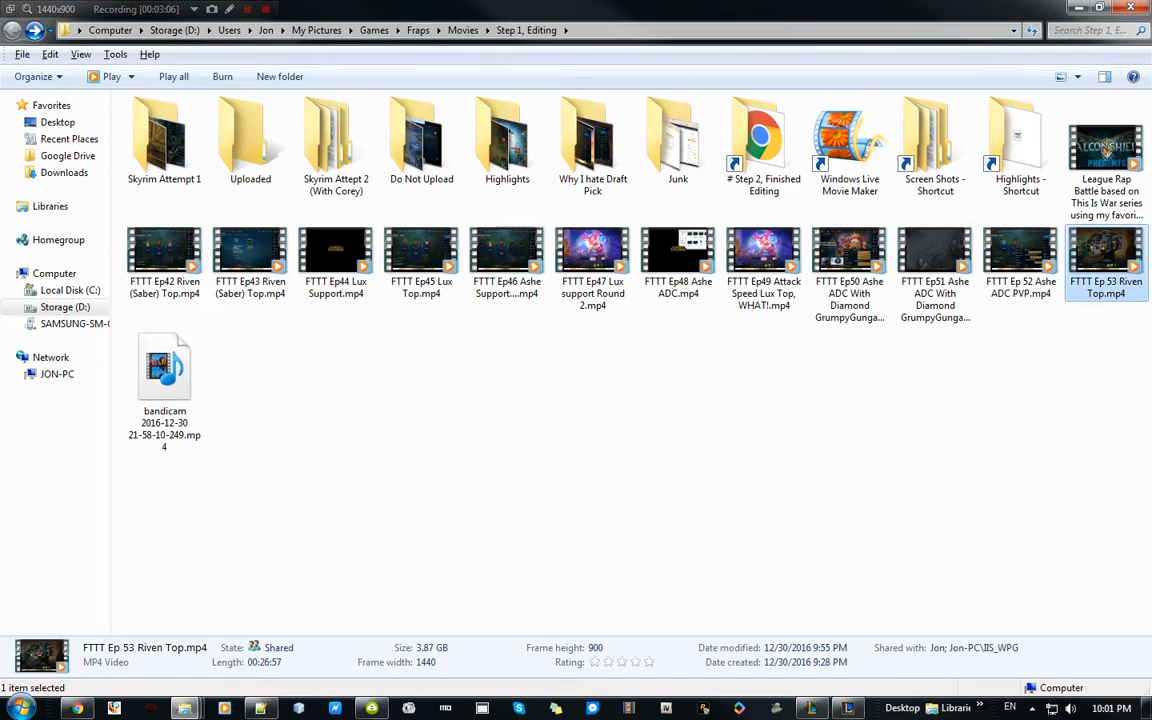 1440x900 Recording [00:03:06]
Computer Storage (D:) Users Jon My Pictures Games Fraps Movies Step 1, Editing
Search Step 1, E...
File Edit View Tools Help
Organize Play Play all Burn New folder
Favorites
Desktop
Recent Places
Google Drive
Downloads
Libraries
Homegroup
Computer
Local Disk (C:)
Storage (D:)
SAMSUNG-SM-
Network
JON-PC
Skyrim Attempt 1
Uploaded
Skyrim Attept 2
(With Corey)
Do Not Upload
Highlights
Why I hate Draft
Pick
Junk
# Step 2, Finished
Editing
Windows Live
Movie Maker
Screen Shots -
Shortcut
Highlights -
Shortcut
PRESENTS
League Rap
Battle based on
This Is War series
using my favori...
FTTT Ep42 Riven
(Saber) Top.mp4
FTTT Ep43 Riven
(Saber) Top.mp4
FTTT Ep44 Lux
Support.mp4
FTTT Ep45 Lux
Top.mp4
FTTT Ep46 Ashe
Support....mp4
FTTT Ep47 Lux
support Round
2.mp4
FTTT Ep48 Ashe
ADC.mp4
FTTT Ep49 Attack
Speed Lux Top,
WHAT!.mp4
FTTT Ep50 Ashe
ADC With
Diamond
GrumpyGunga...
FTTT Ep51 Ashe
ADC With
Diamond
GrumpyGunga...
FTTT Ep 52 Ashe
ADC PVP.mp4
FTTT Ep 53 Riven
Top.mp4
bandicam
2016-12-30
21-58-10-249.mp
4
FTTT Ep 53 Riven Top.mp4 State: Shared Size: 3.87 GB Frame height: 900 Date modified: 12/30/2016 9:55 PM Shared with: Jon; Jon-PC\IIS_WPG
MP4 Video Length: 00:26:57 Frame width: 1440 Rating: Date created: 12/30/2016 9:28 PM
1 item selected Computer
Desktop Librarie » EN 10:01 PM